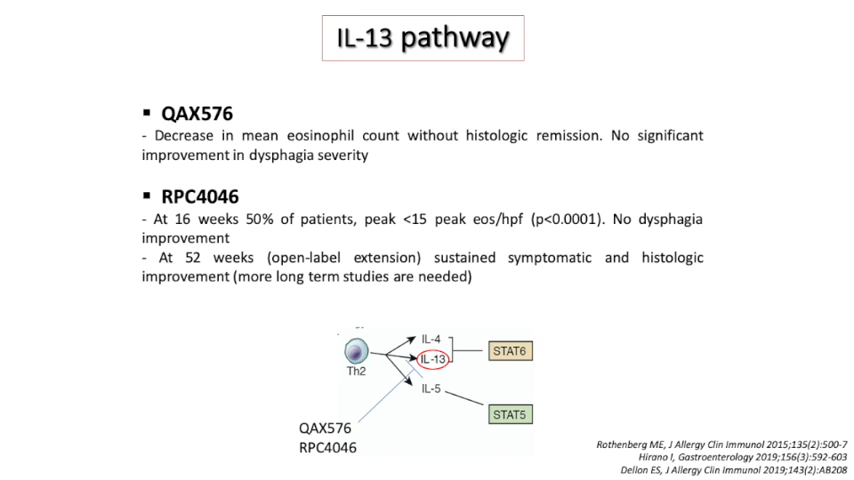 IL-13 pathway
▪ QAX576
- Decrease in mean eosinophil count without histologic remission. No significant
improvement in dysphagia severity
▪ RPC4046
- At 16 weeks 50% of patients, peak <15 peak eos/hpf (p<0.0001). No dysphagia
improvement
- At 52 weeks (open-label extension) sustained symptomatic and histologic
improvement (more long term studies are needed)
IL-4
STAT6
IL-13
Th2
IL-5
STAT5
QAX576
RPC4046
Rothenberg ME, J Allergy Clin Immunol 2015;135(2):500-7
Hirano I, Gastroenterology 2019;156(3):592-603
Dellon ES, J Allergy Clin Immunol 2019;143(2):AB208